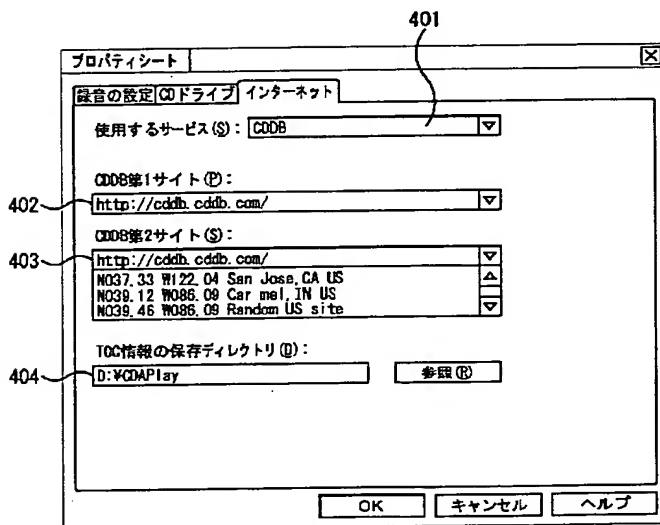 401
プロパティシート
録音の設定 CDドライブ インターネット
使用するサービス(S): CDDB
CDDB第1サイト(P):
402 http://cddb.cddb.com/
CDDB第2サイト(S):
403 http://cddb.cddb.com/
N037.33 W122.04 San Jose,CA US
N039.12 W086.09 Car mel,IN US
N039.46 W086.09 Random US site
TOC情報の保存ディレクトリ(D):
404 D:¥CDAPlay 参照(R)
OK キャンセル ヘルプ